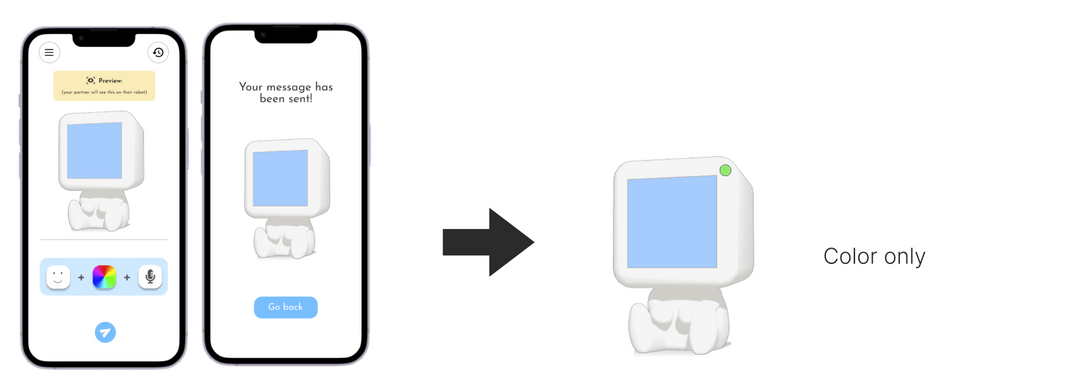 Preview:
(your partner will see this on their robot)
Your message has
been sent!
Go back
Color only